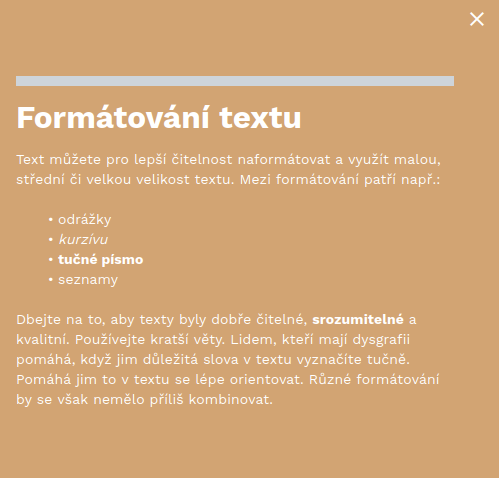 Formátování textu
Text můžete pro lepší čitelnost naformátovat a využít malou,
střední či velkou velikost textu. Mezi formátování patří např.:
• odrážky
• kurzívu
• tučné písmo
• seznamy
Dbejte na to, aby texty byly dobře čitelné, srozumitelné a
kvalitní. Používejte kratší věty. Lidem, kteří mají dysgrafii
pomáhá, když jim důležitá slova v textu vyznačíte tučně.
Pomáhá jim to v textu se lépe orientovat. Různé formátování
by se však nemělo příliš kombinovat.